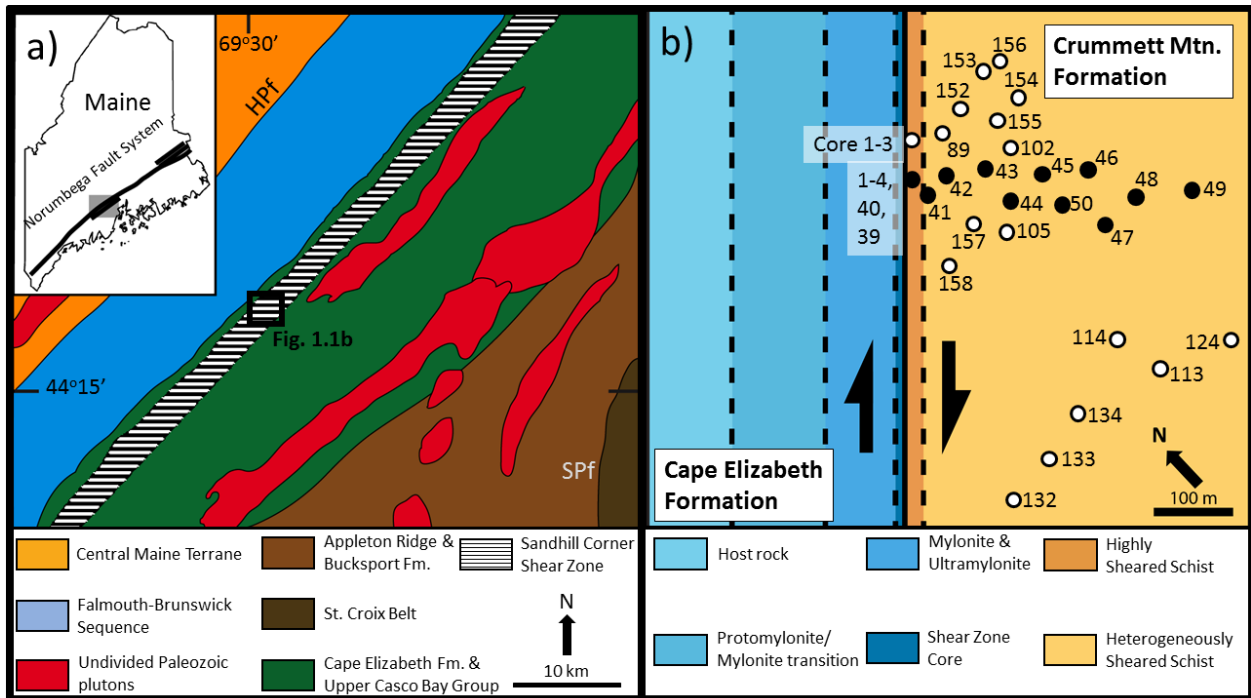 a)
69°30’
Maine
Norumbega Fault System
HPf
Fig. 1.1b
44°15’
SPf
Central Maine Terrane
Falmouth-Brunswick
Sequence
Undivided Paleozoic
plutons
Appleton Ridge &
Bucksport Fm.
St. Croix Belt
Cape Elizabeth Fm. &
Upper Casco Bay Group
Sandhill Corner
Shear Zone
N
10 km
b)
Crummett Mtn.
Formation
156
153
154
152
155
Core 1-3
89
102
43
45
46
1-4,
40,
39
42
48
49
41
44
50
157
105
47
158
114
124
113
134
N
133
132
100 m
Cape Elizabeth
Formation
Host rock
Mylonite &
Ultramylonite
Highly
Sheared Schist
Protomylonite/
Mylonite transition
Shear Zone
Core
Heterogeneously
Sheared Schist